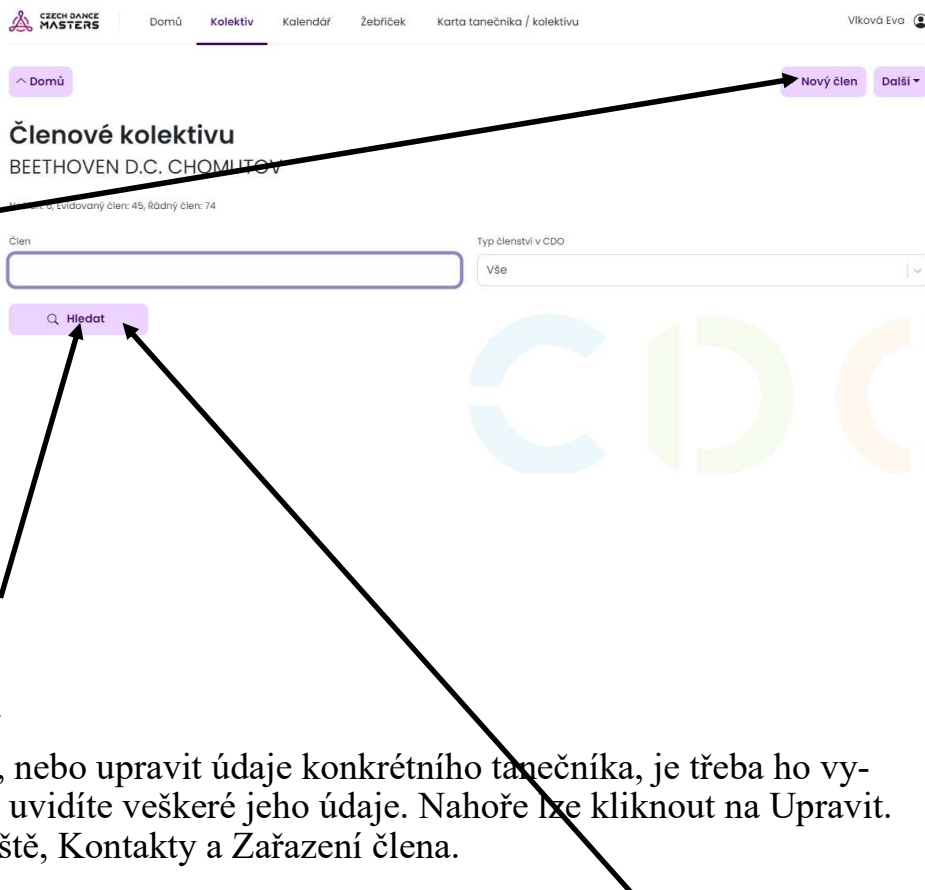 CZECH DANCE
MASTERS
Domů Kolektiv Kalendář Žebříček Karta tanečníka / kolektivu Vlková Eva
Domů
Nový člen Další
Členové kolektivu
BEETHOVEN D.C. CHOMUTOV
6, Evidovaný člen: 45, Řádný člen: 74
Člen
Typ členství v CDO
Vše
Hledat
CDC
, nebo upravit údaje konkrétního tanečníka, je třeba ho vy-
uvidíte veškeré jeho údaje. Nahoře lze kliknout na Upravit.
ště, Kontakty a Zařazení člena.